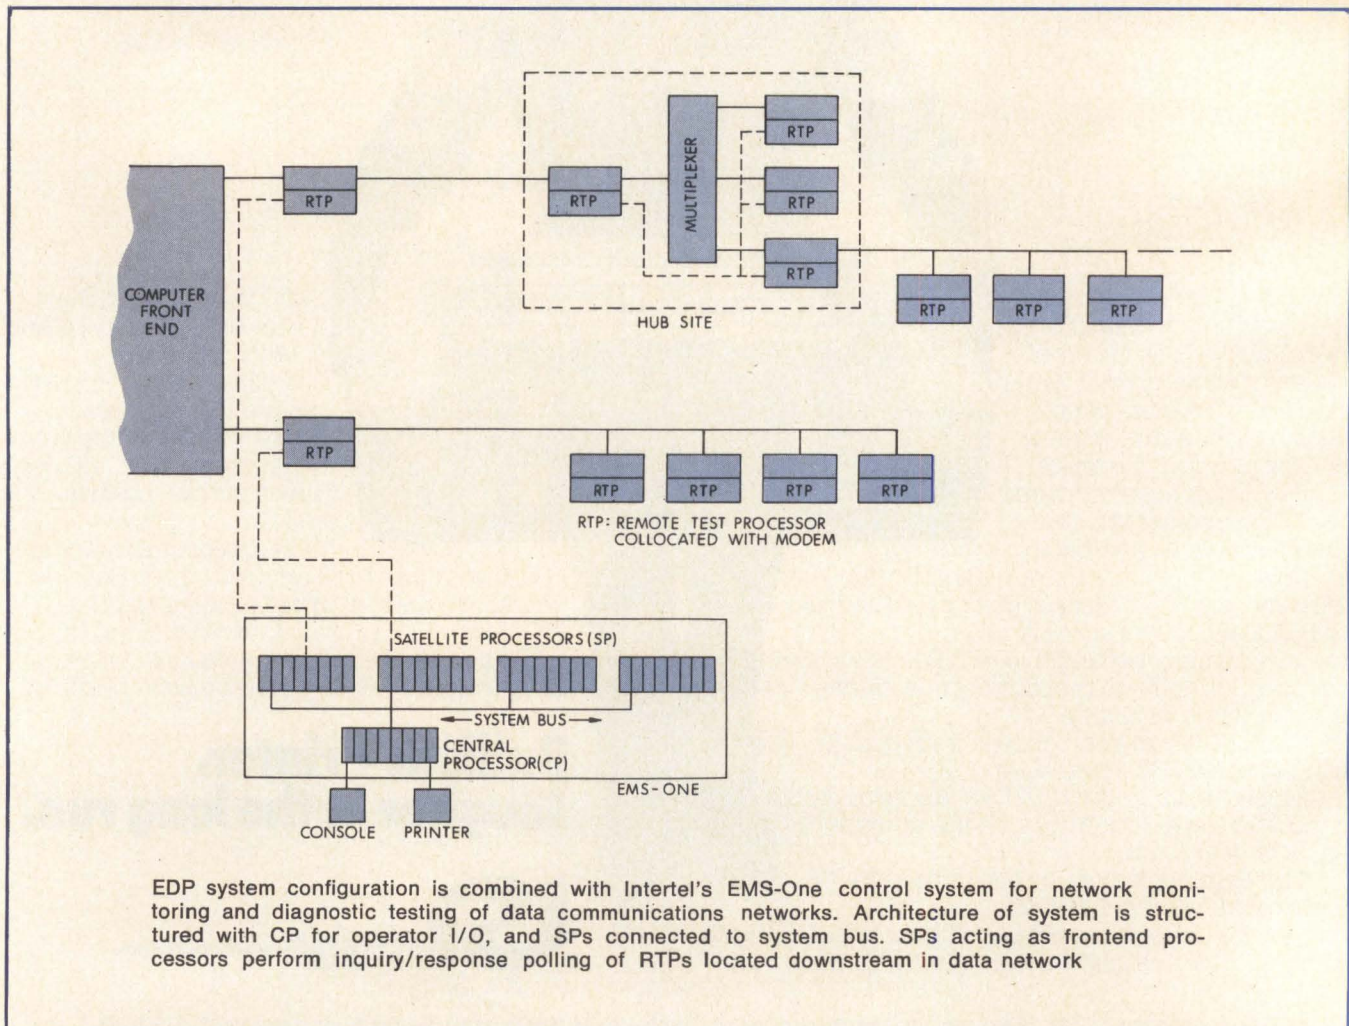 RTP
MULTIPLEXER
RTP
RTP
RTP
RTP
COMPUTER
FRONT
END
HUB SITE
RTP
RTP
RTP
RTP
RTP
RTP
RTP
RTP
RTP: REMOTE TEST PROCESSOR
COLLOCATED WITH MODEM
SATELLITE PROCESSORS (SP)
SYSTEM BUS
CENTRAL
PROCESSOR(CP)
EMS-ONE
CONSOLE
PRINTER
EDP system configuration is combined with Intertel's EMS-One control system for network moni-
toring and diagnostic testing of data communications networks. Architecture of system is struc-
tured with CP for operator I/O, and SPs connected to system bus. SPs acting as frontend pro-
cessors perform inquiry/response polling of RTPs located downstream in data network